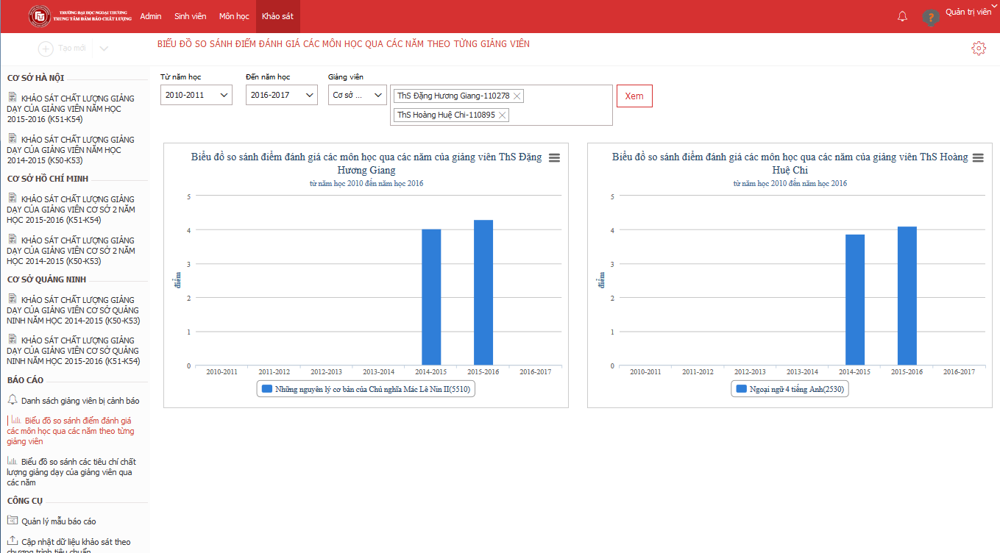 TRƯỜNG ĐẠI HỌC NGOẠI THƯƠNG
TRUNG TÂM ĐẢM BẢO CHẤT LƯỢNG
Admin
Sinh viên
Môn học
Khảo sát
?
Quản trị viên
Tạo mới
BIỂU ĐỒ SO SÁNH ĐIỂM ĐÁNH GIÁ CÁC MÔN HỌC QUA CÁC NĂM THEO TỪNG GIẢNG VIÊN
CƠ SỞ HÀ NỘI
KHẢO SÁT CHẤT LƯỢNG GIẢNG
DẠY CỦA GIẢNG VIÊN NĂM HỌC
2015-2016 (K51-K54)
KHẢO SÁT CHẤT LƯỢNG GIẢNG
DẠY CỦA GIẢNG VIÊN NĂM HỌC
2014-2015 (K50-K53)
CƠ SỞ HỒ CHÍ MINH
KHẢO SÁT CHẤT LƯỢNG GIẢNG
DẠY CỦA GIẢNG VIÊN CƠ SỞ 2 NĂM
HỌC 2015-2016 (K51-K54)
KHẢO SÁT CHẤT LƯỢNG GIẢNG
DẠY CỦA GIẢNG VIÊN CƠ SỞ 2 NĂM
HỌC 2014-2015 (K50-K53)
CƠ SỞ QUẢNG NINH
KHẢO SÁT CHẤT LƯỢNG GIẢNG
DẠY CỦA GIẢNG VIÊN CƠ SỞ QUẢNG
NINH NĂM HỌC 2014-2015 (K50-K53)
KHẢO SÁT CHẤT LƯỢNG GIẢNG
DẠY CỦA GIẢNG VIÊN CƠ SỞ QUẢNG
NINH NĂM HỌC 2015-2016 (K51-K54)
BÁO CÁO
Danh sách giảng viên bị cảnh báo
Biểu đồ so sánh điểm đánh giá
các môn học qua các năm theo từng
giảng viên
Biểu đồ so sánh các tiêu chí chất
lượng giảng dạy của giảng viên qua
các năm
CÔNG CỤ
Quản lý mẫu báo cáo
Cập nhật dữ liệu khảo sát theo
chương trình tiêu chuẩn
Từ năm học
Đến năm học
Giảng viên
2010-2011
2016-2017
Cơ sở ...
ThS Đặng Hương Giang-110278
ThS Hoàng Huệ Chi-110895
Xem
Biểu đồ so sánh điểm đánh giá các môn học qua các năm của giảng viên ThS Đặng
Hương Giang
từ năm học 2010 đến năm học 2016
điểm
5
4
3
2
1
0
2010-2011
2011-2012
2012-2013
2013-2014
2014-2015
2015-2016
2016-2017
Những nguyên lý cơ bản của Chủ nghĩa Mác Lê Nin II(5510)
Biểu đồ so sánh điểm đánh giá các môn học qua các năm của giảng viên ThS Hoàng
Huệ Chi
từ năm học 2010 đến năm học 2016
điểm
5
4
3
2
1
0
2010-2011
2011-2012
2012-2013
2013-2014
2014-2015
2015-2016
2016-2017
Ngoại ngữ 4 tiếng Anh(2530)